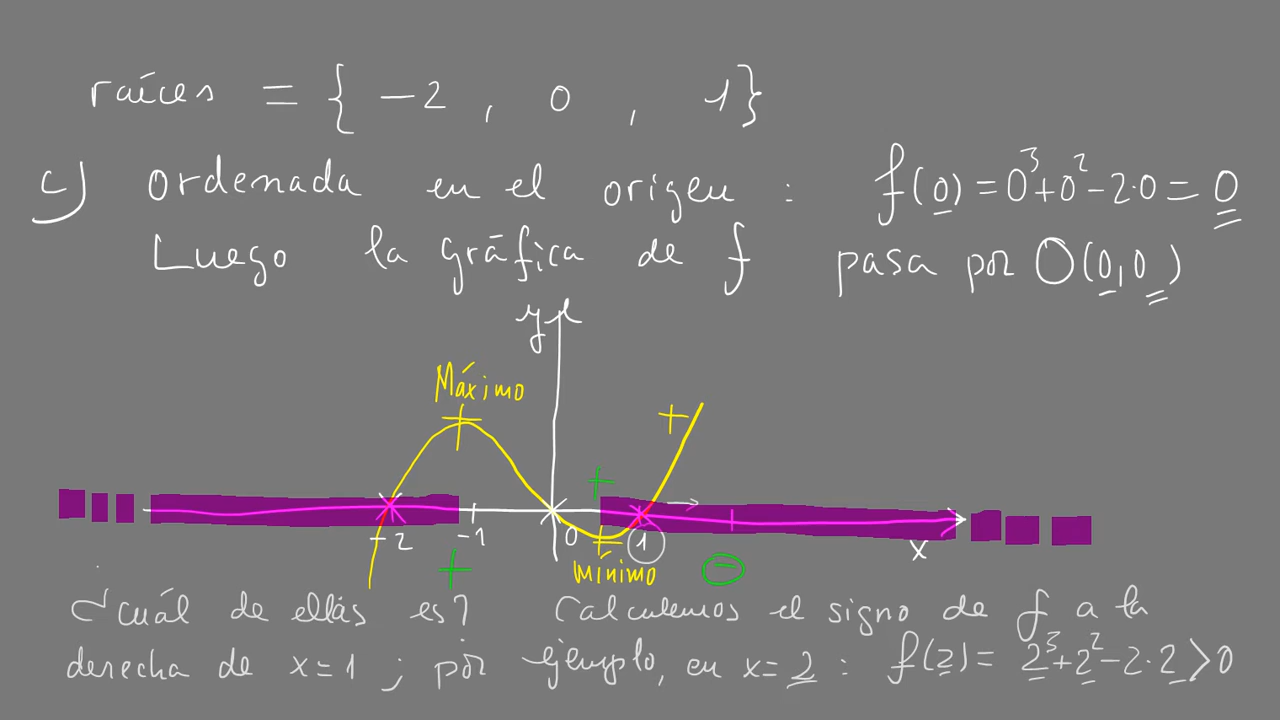 raíces = { -2 , 0 , 1}
c) Ordenada en el origen : f(0) = 0³+0²-2·0 = 0
Luego la gráfica de f pasa por O(0,0)
y
Máximo
+
+
-2 -1 0 1 x
+ Mínimo -
¿cuál de ellas es? Calculemos el signo de f a la
derecha de x=1 ; por ejemplo, en x=2 : f(2) = 2³+2²-2·2 >0